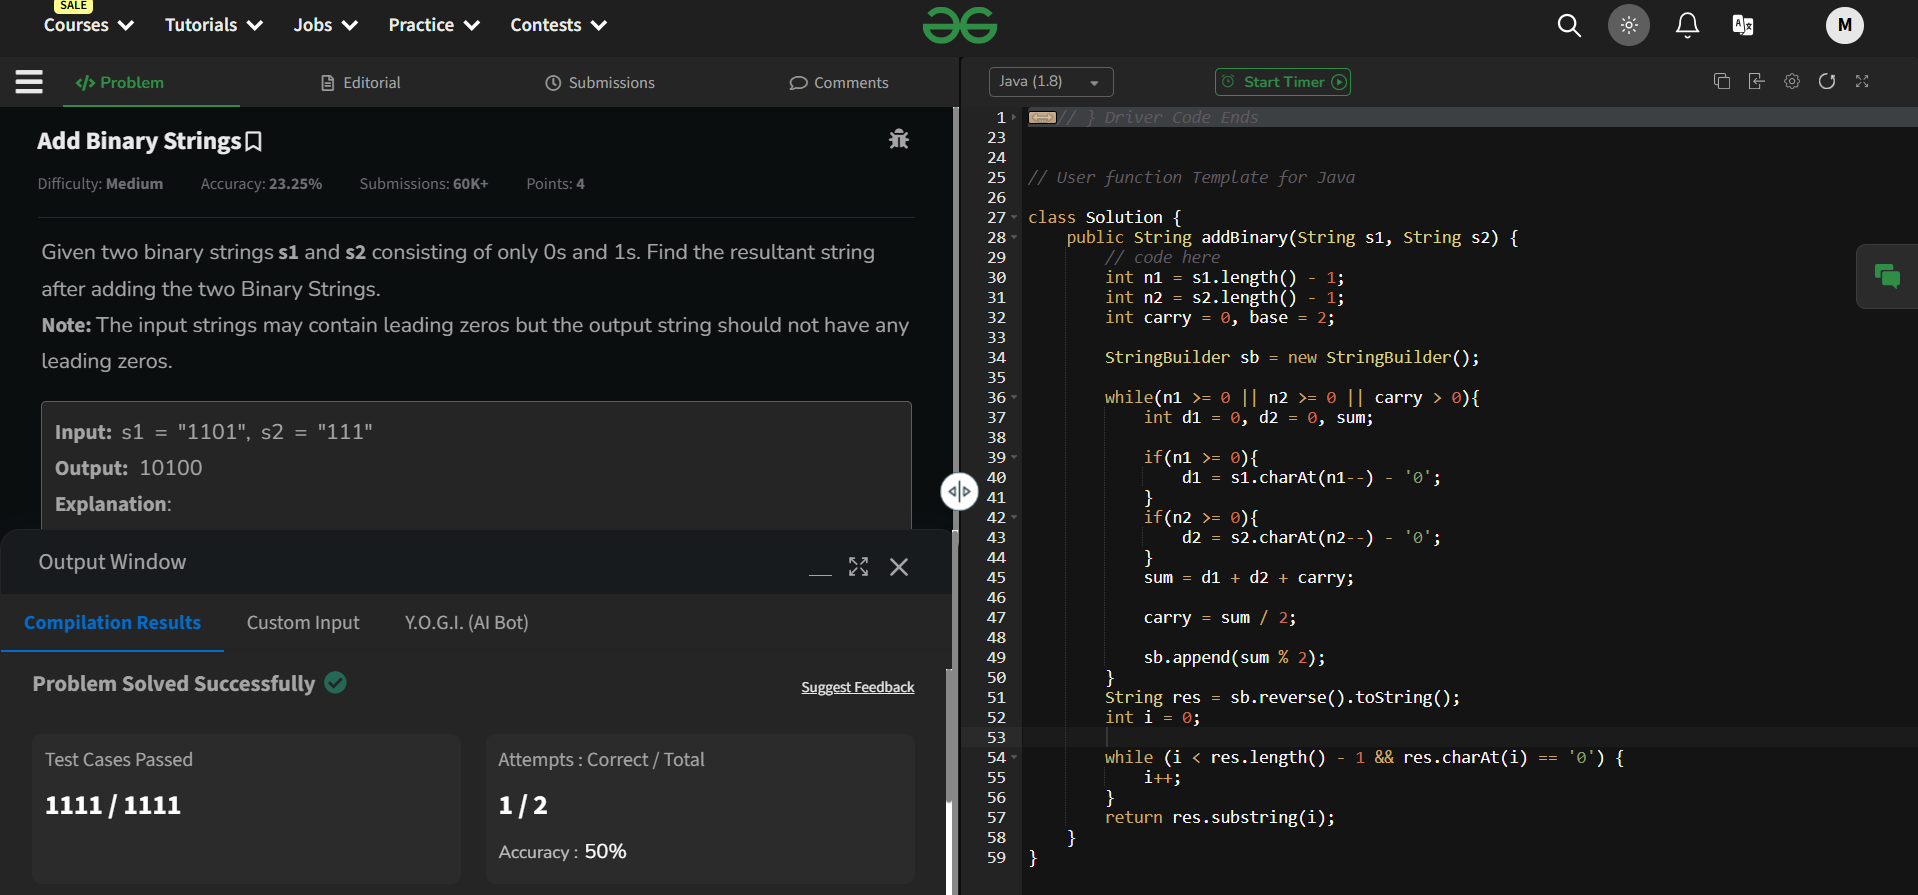 SALE
Courses Tutorials Jobs Practice Contests
M
Problem Editorial Submissions Comments
Add Binary Strings
Difficulty: Medium Accuracy: 23.25% Submissions: 60K+ Points: 4
Given two binary strings s1 and s2 consisting of only 0s and 1s. Find the resultant string
after adding the two Binary Strings.
Note: The input strings may contain leading zeros but the output string should not have any
leading zeros.
Input: s1 = "1101", s2 = "111"
Output: 10100
Explanation:
Output Window
Compilation Results Custom Input Y.O.G.I. (AI Bot)
Problem Solved Successfully
Suggest Feedback
Test Cases Passed
1111 / 1111
Attempts : Correct / Total
1 / 2
Accuracy : 50%
Java (1.8) Start Timer
1 // } Driver Code Ends
23
24
25 // User function Template for Java
26
27 class Solution {
28 public String addBinary(String s1, String s2) {
29 // code here
30 int n1 = s1.length() - 1;
31 int n2 = s2.length() - 1;
32 int carry = 0, base = 2;
33
34 StringBuilder sb = new StringBuilder();
35
36 while(n1 >= 0 || n2 >= 0 || carry > 0){
37 int d1 = 0, d2 = 0, sum;
38
39 if(n1 >= 0){
40 d1 = s1.charAt(n1--) - '0';
41 }
42 if(n2 >= 0){
43 d2 = s2.charAt(n2--) - '0';
44 }
45 sum = d1 + d2 + carry;
46
47 carry = sum / 2;
48
49 sb.append(sum % 2);
50 }
51 String res = sb.reverse().toString();
52 int i = 0;
53
54 while (i < res.length() - 1 && res.charAt(i) == '0') {
55 i++;
56 }
57 return res.substring(i);
58 }
59 }